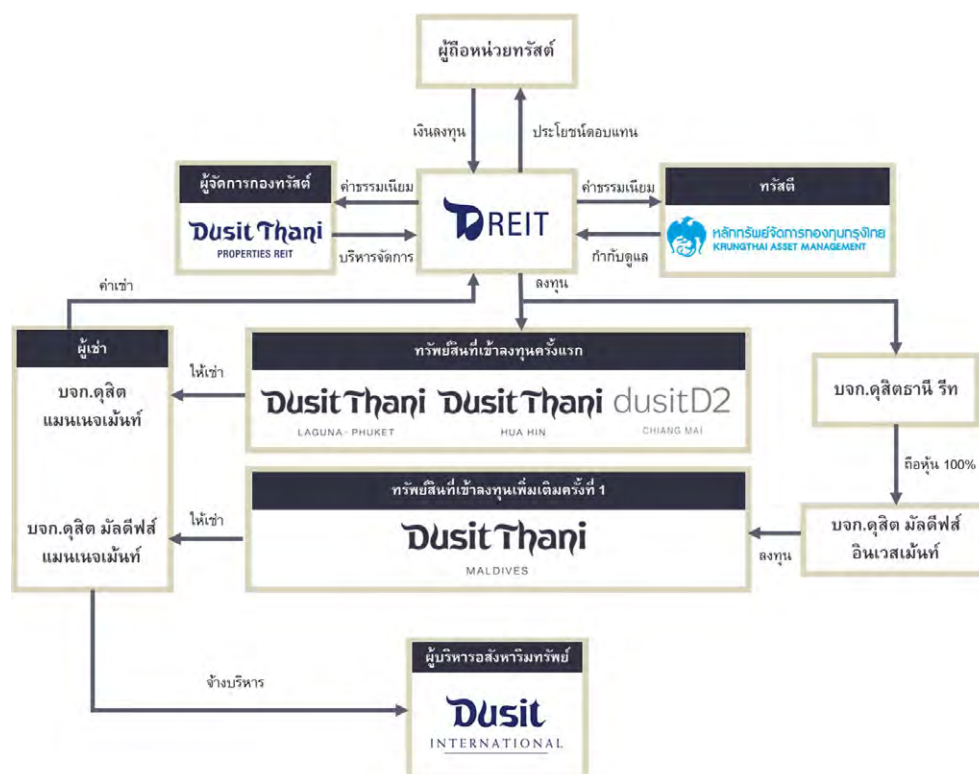 ผู้ถือหน่วยทรัสต์
เงินลงทุน
ประโยชน์ตอบแทน
ผู้จัดการกองทรัสต์
Dusit Thani
PROPERTIES REIT
ค่าธรรมเนียม
บริหารจัดการ
DREIT
ค่าธรรมเนียม
กำกับดูแล
ทรัสตี
หลักทรัพย์จัดการกองทุนกรุงไทย
KRUNGTHAI ASSET MANAGEMENT
ค่าเช่า
ลงทุน
ผู้เช่า
บจก.ดุสิต
แมนเนจเม้นท์
ให้เช่า
ทรัพย์สินที่เข้าลงทุนครั้งแรก
Dusit Thani
LAGUNA - PHUKET
Dusit Thani
HUA HIN
dusitD2
CHIANG MAI
บจก.ดุสิตธานี รีท
ถือหุ้น 100%
บจก.ดุสิต มัลดีฟส์
แมนเนจเม้นท์
ให้เช่า
ทรัพย์สินที่เข้าลงทุนเพิ่มเติมครั้งที่ 1
Dusit Thani
MALDIVES
ลงทุน
บจก.ดุสิต มัลดีฟส์
อินเวสเม้นท์
จ้างบริหาร
ผู้บริหารอสังหาริมทรัพย์
Dusit
INTERNATIONAL